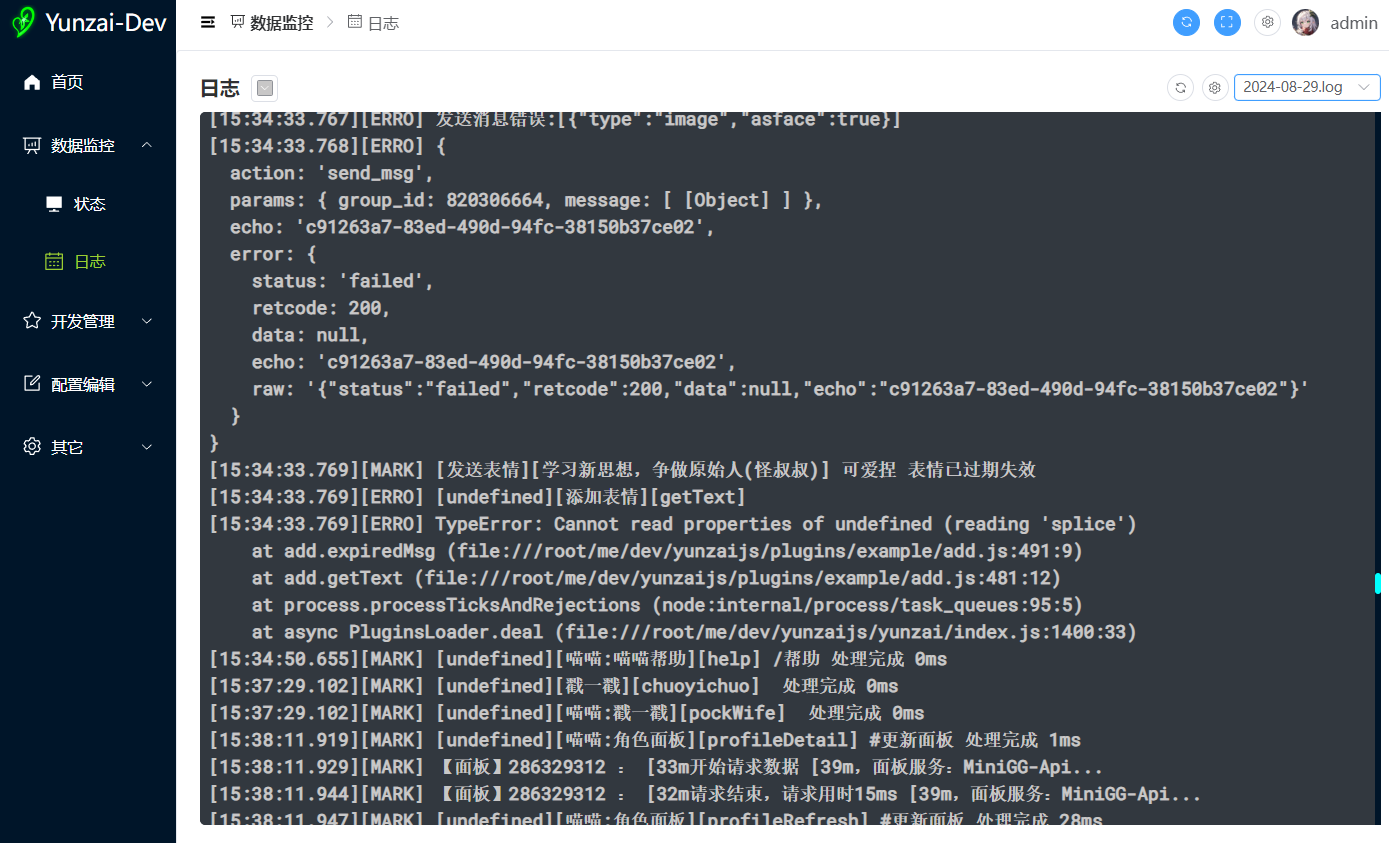 Yunzai-Dev
数据监控 > 日志
admin
首页
数据监控
状态
日志
开发管理
配置编辑
其它
日志
2024-08-29.log
[15:34:33.767][ERRO] 发送消息错误:[{"type":"image","asface":true}]
[15:34:33.768][ERRO] {
action: 'send_msg',
params: { group_id: 820306664, message: [ [Object] ] },
echo: 'c91263a7-83ed-490d-94fc-38150b37ce02',
error: {
status: 'failed',
retcode: 200,
data: null,
echo: 'c91263a7-83ed-490d-94fc-38150b37ce02',
raw: '{"status":"failed","retcode":200,"data":null,"echo":"c91263a7-83ed-490d-94fc-38150b37ce02"}'
}
}
[15:34:33.769][MARK] [发送表情][学习新思想，争做原始人(怪叔叔)] 可爱捏 表情已过期失效
[15:34:33.769][ERRO] [undefined][添加表情][getText]
[15:34:33.769][ERRO] TypeError: Cannot read properties of undefined (reading 'splice')
at add.expiredMsg (file:///root/me/dev/yunzaijs/plugins/example/add.js:491:9)
at add.getText (file:///root/me/dev/yunzaijs/plugins/example/add.js:481:12)
at process.processTicksAndRejections (node:internal/process/task_queues:95:5)
at async PluginsLoader.deal (file:///root/me/dev/yunzaijs/yunzai/index.js:1400:33)
[15:34:50.655][MARK] [undefined][喵喵:喵喵帮助][help] /帮助 处理完成 0ms
[15:37:29.102][MARK] [undefined][戳一戳][chuoyichuo]  处理完成 0ms
[15:37:29.102][MARK] [undefined][喵喵:戳一戳][pockWife]  处理完成 0ms
[15:38:11.919][MARK] [undefined][喵喵:角色面板][profileDetail] #更新面板 处理完成 1ms
[15:38:11.929][MARK] 【面板】286329312 ： [33m开始请求数据 [39m，面板服务：MiniGG-Api...
[15:38:11.944][MARK] 【面板】286329312 ： [32m请求结束，请求用时15ms [39m，面板服务：MiniGG-Api...
[15:38:11.947][MARK] [undefined][喵喵:角色面板][profileRefresh] #更新面板 处理完成 28ms